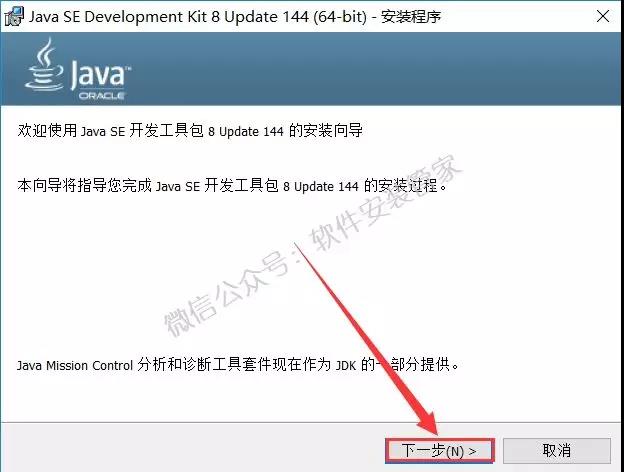 Java SE Development Kit 8 Update 144 (64-bit) - 安装程序
Java™
ORACLE
欢迎使用 Java SE 开发工具包 8 Update 144 的安装向导
本向导将指导您完成 Java SE 开发工具包 8 Update 144 的安装过程。
微信公众号：软件安装管家
Java Mission Control 分析和诊断工具套件现在作为 JDK 的一部分提供。
下一步(N) >
取消